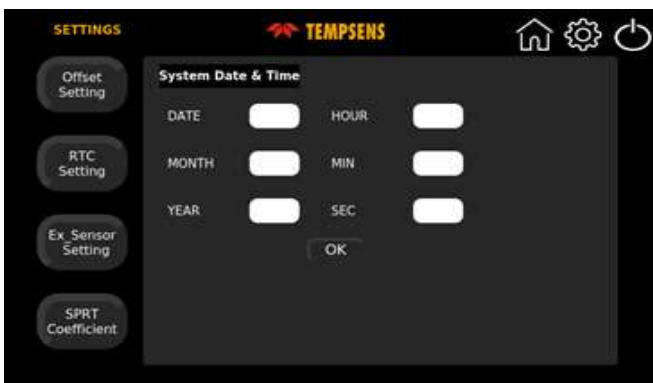 SETTINGS
TEMPSENS
Offset
Setting
RTC
Setting
Ex_Sensor
Setting
SPRT
Coefficient
System Date & Time
DATE HOUR
MONTH MIN
YEAR SEC
OK